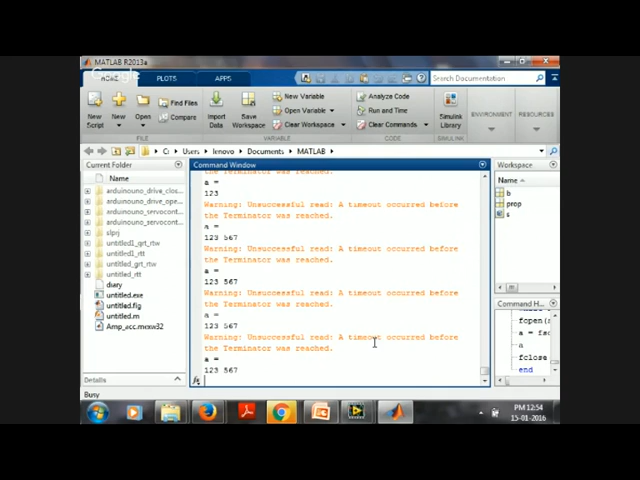 MATLAB R2013a
HOME
PLOTS
APPS
Search Documentation
New
Script
New
Open
Find Files
Compare
Import
Data
Save
Workspace
New Variable
Open Variable
Clear Workspace
Analyze Code
Run and Time
Clear Commands
Simulink
Library
ENVIRONMENT
RESOURCES
FILE
VARIABLE
CODE
SIMULINK
C: ▸ Users ▸ lenovo ▸ Documents ▸ MATLAB ▸
Current Folder
Name
arduinouno_drive_clos...
arduinouno_drive_ope...
arduinouno_servocont...
arduinouno_servocont...
slprj
untitled1_grt_rtw
untitled1_rtt
untitled_grt_rtw
untitled_rtt
diary
untitled.exe
untitled.fig
untitled.m
Amp_acc.mexw32
Details
Command Window
the Terminator was reached.
a =
123
Warning: Unsuccessful read: A timeout occurred before
the Terminator was reached.
a =
123 567
Warning: Unsuccessful read: A timeout occurred before
the Terminator was reached.
a =
123 567
Warning: Unsuccessful read: A timeout occurred before
the Terminator was reached.
a =
123 567
Warning: Unsuccessful read: A timeout occurred before
the Terminator was reached.
a =
123 567
fx
Workspace
Name
b
prop
s
Command H...
fopen(s
a = fsc
a
fclose
end
Busy
PM 12:54
15-01-2016